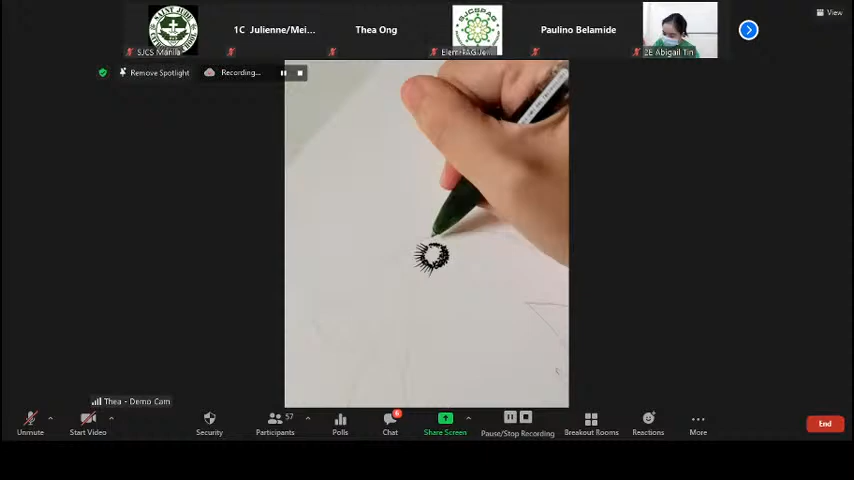 View
1C Julienne/Mei...
Thea Ong
SJCSPAG
Paulino Belamide
SJCS Manila
2E Abigail Tin
Remove Spotlight
Recording...
Thea - Demo Cam
57
6
Unmute
Start Video
Security
Participants
Polls
Chat
Share Screen
Pause/Stop Recording
Breakout Rooms
Reactions
More
End